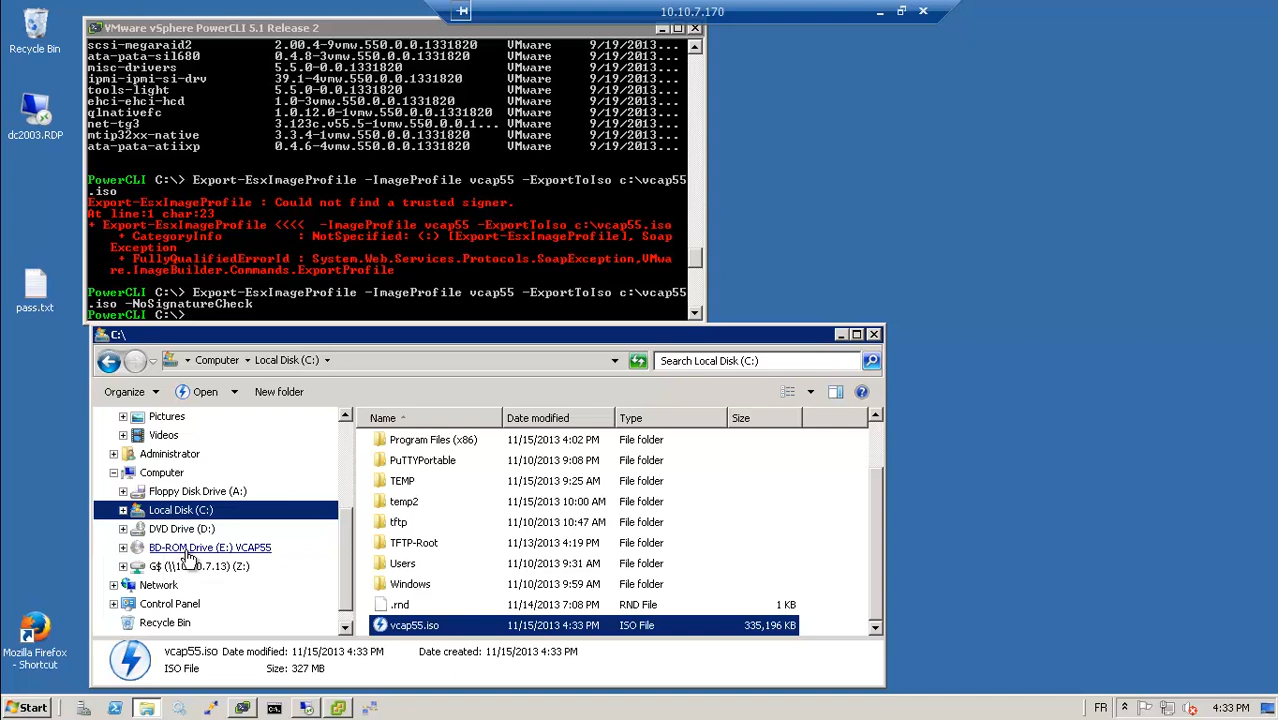 10.10.7.170
Recycle Bin
dc2003.RDP
pass.txt
Mozilla Firefox
- Shortcut
VMware vSphere PowerCLI 5.1 Release 2
scsi-megaraid2 2.00.4-9vmw.550.0.0.1331820 VMware 9/19/2013...
ata-pata-sil680 0.4.8-3vmw.550.0.0.1331820 VMware 9/19/2013...
misc-drivers 5.5.0-0.0.1331820 VMware 9/19/2013...
ipmi-ipmi-si-drv 39.1-4vmw.550.0.0.1331820 VMware 9/19/2013...
tools-light 5.5.0-0.0.1331820 VMware 9/19/2013...
ehci-ehci-hcd 1.0-3vmw.550.0.0.1331820 VMware 9/19/2013...
qlnativefc 1.0.12.0-1vmw.550.0.0.1331820 VMware 9/19/2013...
net-tg3 3.123c.v55.5-1vmw.550.0.0.1... VMware 9/19/2013...
mtip32xx-native 3.3.4-1vmw.550.0.0.1331820 VMware 9/19/2013...
ata-pata-atiixp 0.4.6-4vmw.550.0.0.1331820 VMware 9/19/2013...
PowerCLI C:\> Export-EsxImageProfile -ImageProfile vcap55 -ExportToIso c:\vcap55
.iso
Export-EsxImageProfile : Could not find a trusted signer.
At line:1 char:23
+ Export-EsxImageProfile <<<< -ImageProfile vcap55 -ExportToIso c:\vcap55.iso
+ CategoryInfo : NotSpecified: (:) [Export-EsxImageProfile], Soap
Exception
+ FullyQualifiedErrorId : System.Web.Services.Protocols.SoapException,VMwa
re.ImageBuilder.Commands.ExportProfile
PowerCLI C:\> Export-EsxImageProfile -ImageProfile vcap55 -ExportToIso c:\vcap55
.iso -NoSignatureCheck
PowerCLI C:\>
C:\
Computer Local Disk (C:)
Search Local Disk (C:)
Organize Open New folder
Pictures
Videos
Administrator
Computer
Floppy Disk Drive (A:)
Local Disk (C:)
DVD Drive (D:)
BD-ROM Drive (E:) VCAP55
G$ (\\10.10.7.13) (Z:)
Network
Control Panel
Recycle Bin
Name Date modified Type Size
Program Files (x86) 11/15/2013 4:02 PM File folder
PuTTYPortable 11/10/2013 9:08 PM File folder
TEMP 11/15/2013 9:25 AM File folder
temp2 11/15/2013 10:00 AM File folder
tftp 11/10/2013 10:47 AM File folder
TFTP-Root 11/13/2013 4:19 PM File folder
Users 11/10/2013 9:31 AM File folder
Windows 11/10/2013 9:30 AM File folder
.rnd 11/14/2013 7:08 PM RND File 1 KB
vcap55.iso 11/15/2013 4:33 PM ISO File 335,196 KB
vcap55.iso Date modified: 11/15/2013 4:33 PM Date created: 11/15/2013 4:33 PM
ISO File Size: 327 MB
Start FR 4:33 PM